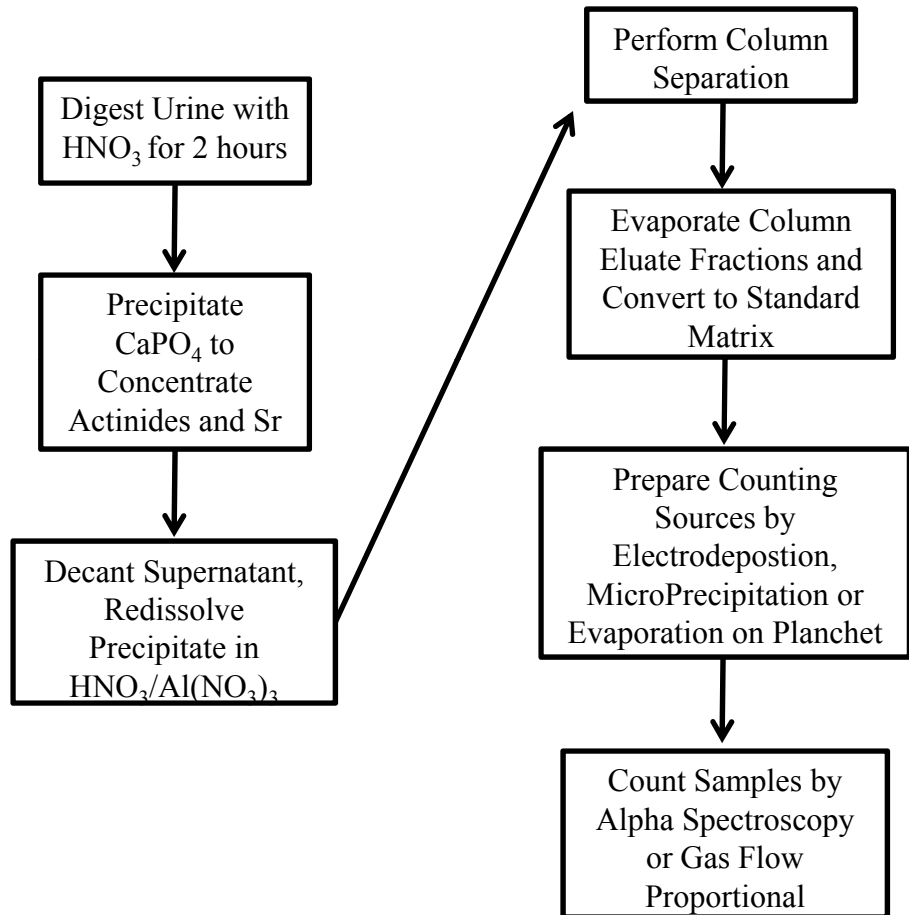 Digest Urine with
HNO₃ for 2 hours
Precipitate
CaPO₄ to
Concentrate
Actinides and Sr
Decant Supernatant,
Redissolve
Precipitate in
HNO₃/Al(NO₃)₃
Perform Column
Separation
Evaporate Column
Eluate Fractions and
Convert to Standard
Matrix
Prepare Counting
Sources by
Electrodepostion,
MicroPrecipitation or
Evaporation on Planchet
Count Samples by
Alpha Spectroscopy
or Gas Flow
Proportional